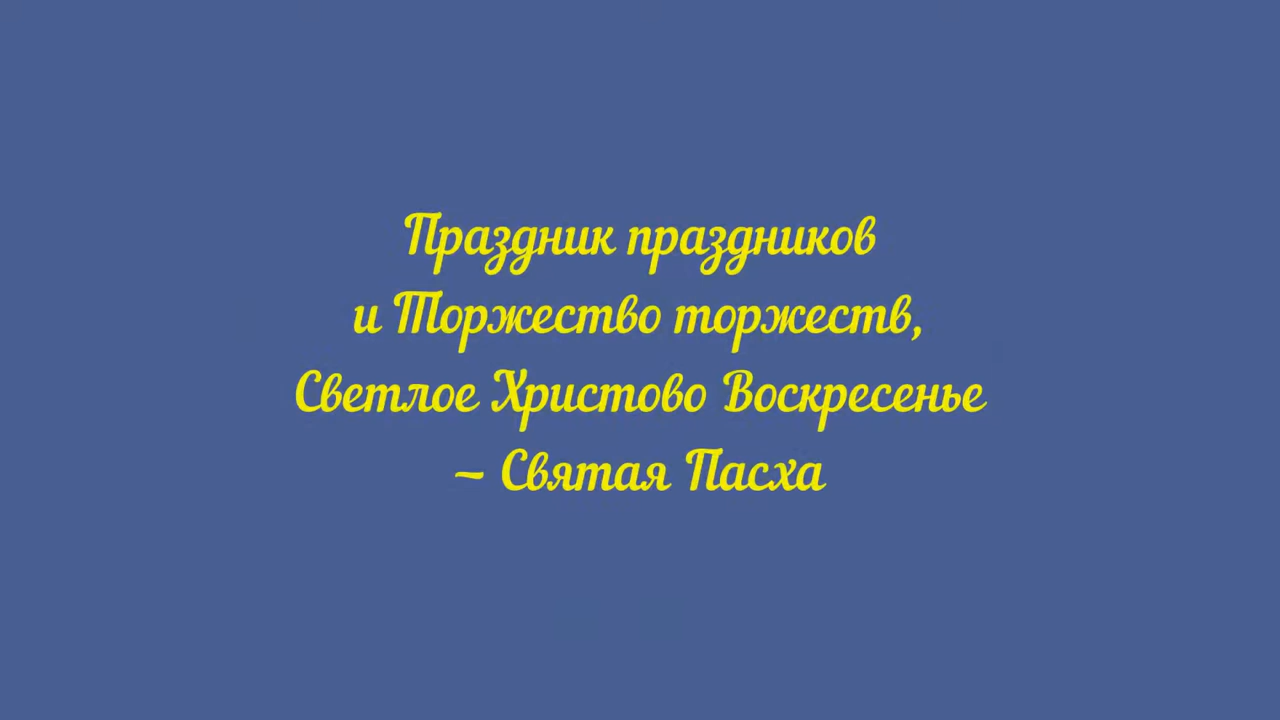 Праздник праздников
и Торжество торжеств,
Светлое Христово Воскресенье
– Святая Пасха